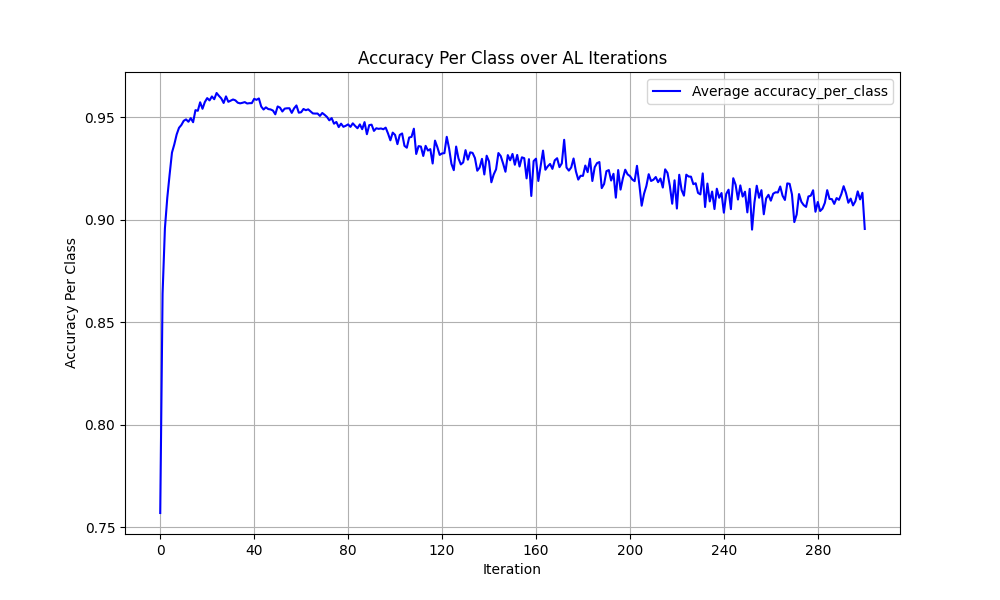 Accuracy Per Class over AL Iterations
Average accuracy_per_class
Accuracy Per Class
0.95
0.90
0.85
0.80
0.75
0 40 80 120 160 200 240 280
Iteration